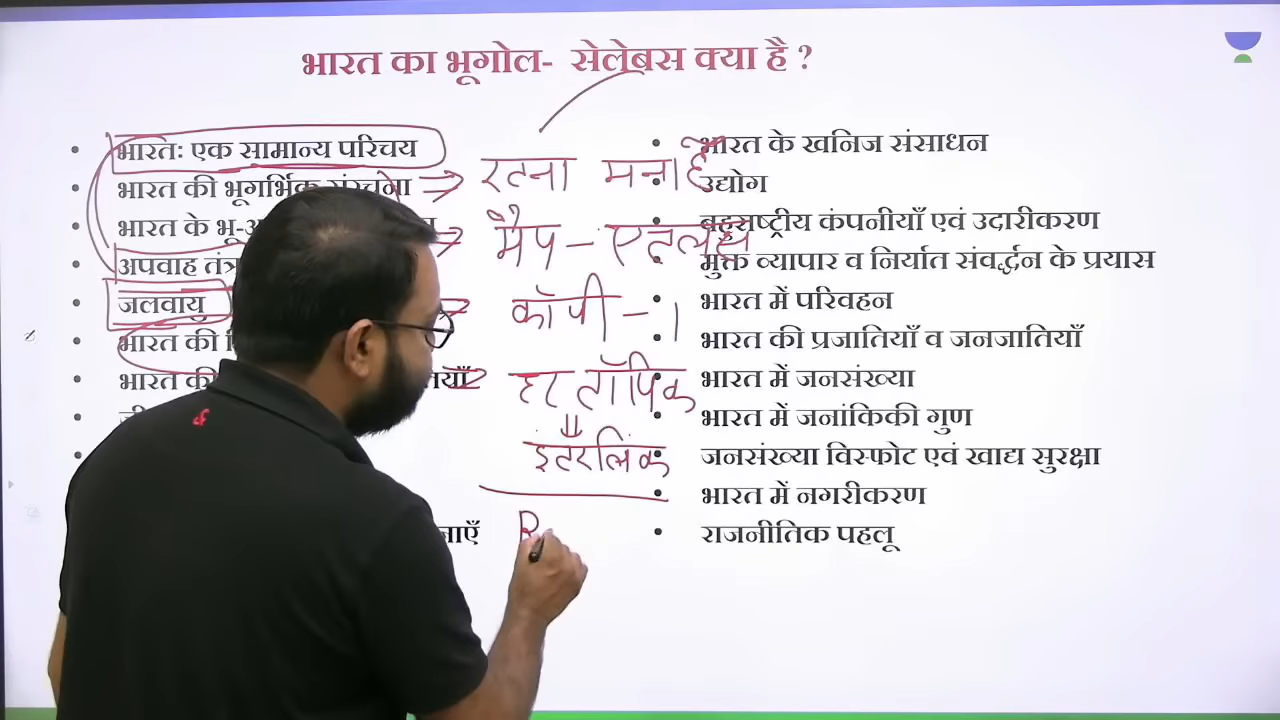 भारत का भूगोल- सेलेबस क्या है ?
• भारतः एक सामान्य परिचय
• भारत की भूगर्भिक संरचना
• भारत के भू-
• अपवाह
• जलवायु
• भारत की
• भारत की
⇒ रटना मना है
मैप – एटलस
कॉपी – 1
हर टॉपिक
⇓
इंटरलिंक
R
• भारत के खनिज संसाधन
• उद्योग
• बहुराष्ट्रीय कंपनीयाँ एवं उदारीकरण
• मुक्त व्यापार व निर्यात संवर्द्धन के प्रयास
• भारत में परिवहन
• भारत की प्रजातियाँ व जनजातियाँ
• भारत में जनसंख्या
• भारत में जनांकिकी गुण
• जनसंख्या विस्फोट एवं खाद्य सुरक्षा
• भारत में नगरीकरण
• राजनीतिक पहलू